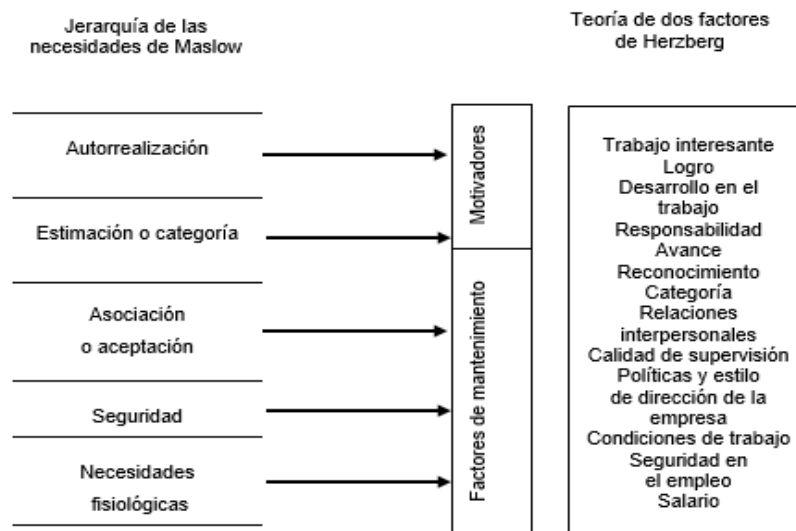 Jerarquía de las
necesidades de Maslow
Teoría de dos factores
de Herzberg
Autorrealización
Estimación o categoría
Asociación
o aceptación
Seguridad
Necesidades
fisiológicas
Motivadores
Factores de mantenimiento
Trabajo interesante
Logro
Desarrollo en el
trabajo
Responsabilidad
Avance
Reconocimiento
Categoría
Relaciones
interpersonales
Calidad de supervisión
Políticas y estilo
de dirección de la
empresa
Condiciones de trabajo
Seguridad en
el empleo
Salario